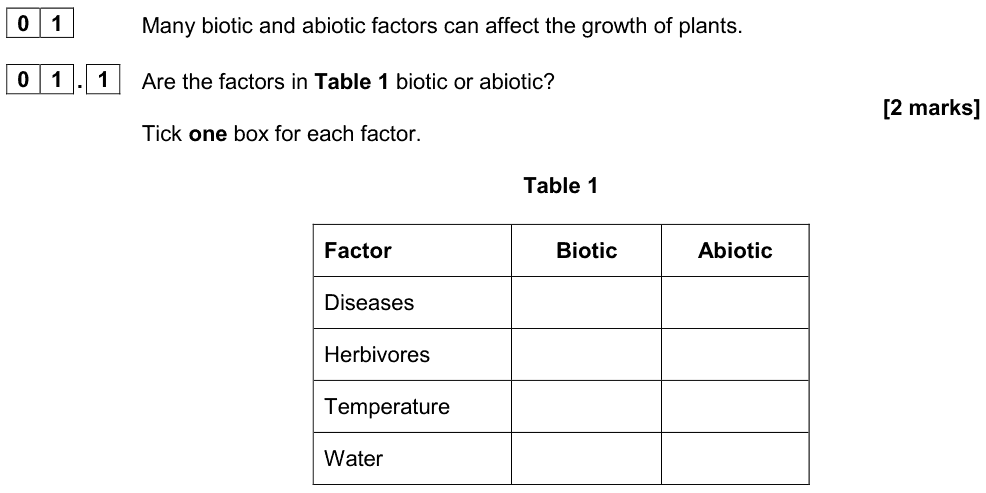 0 1 Many biotic and abiotic factors can affect the growth of plants.
0 1 . 1 Are the factors in Table 1 biotic or abiotic?
[2 marks]
Tick one box for each factor.
Table 1
Factor Biotic Abiotic
Diseases
Herbivores
Temperature
Water